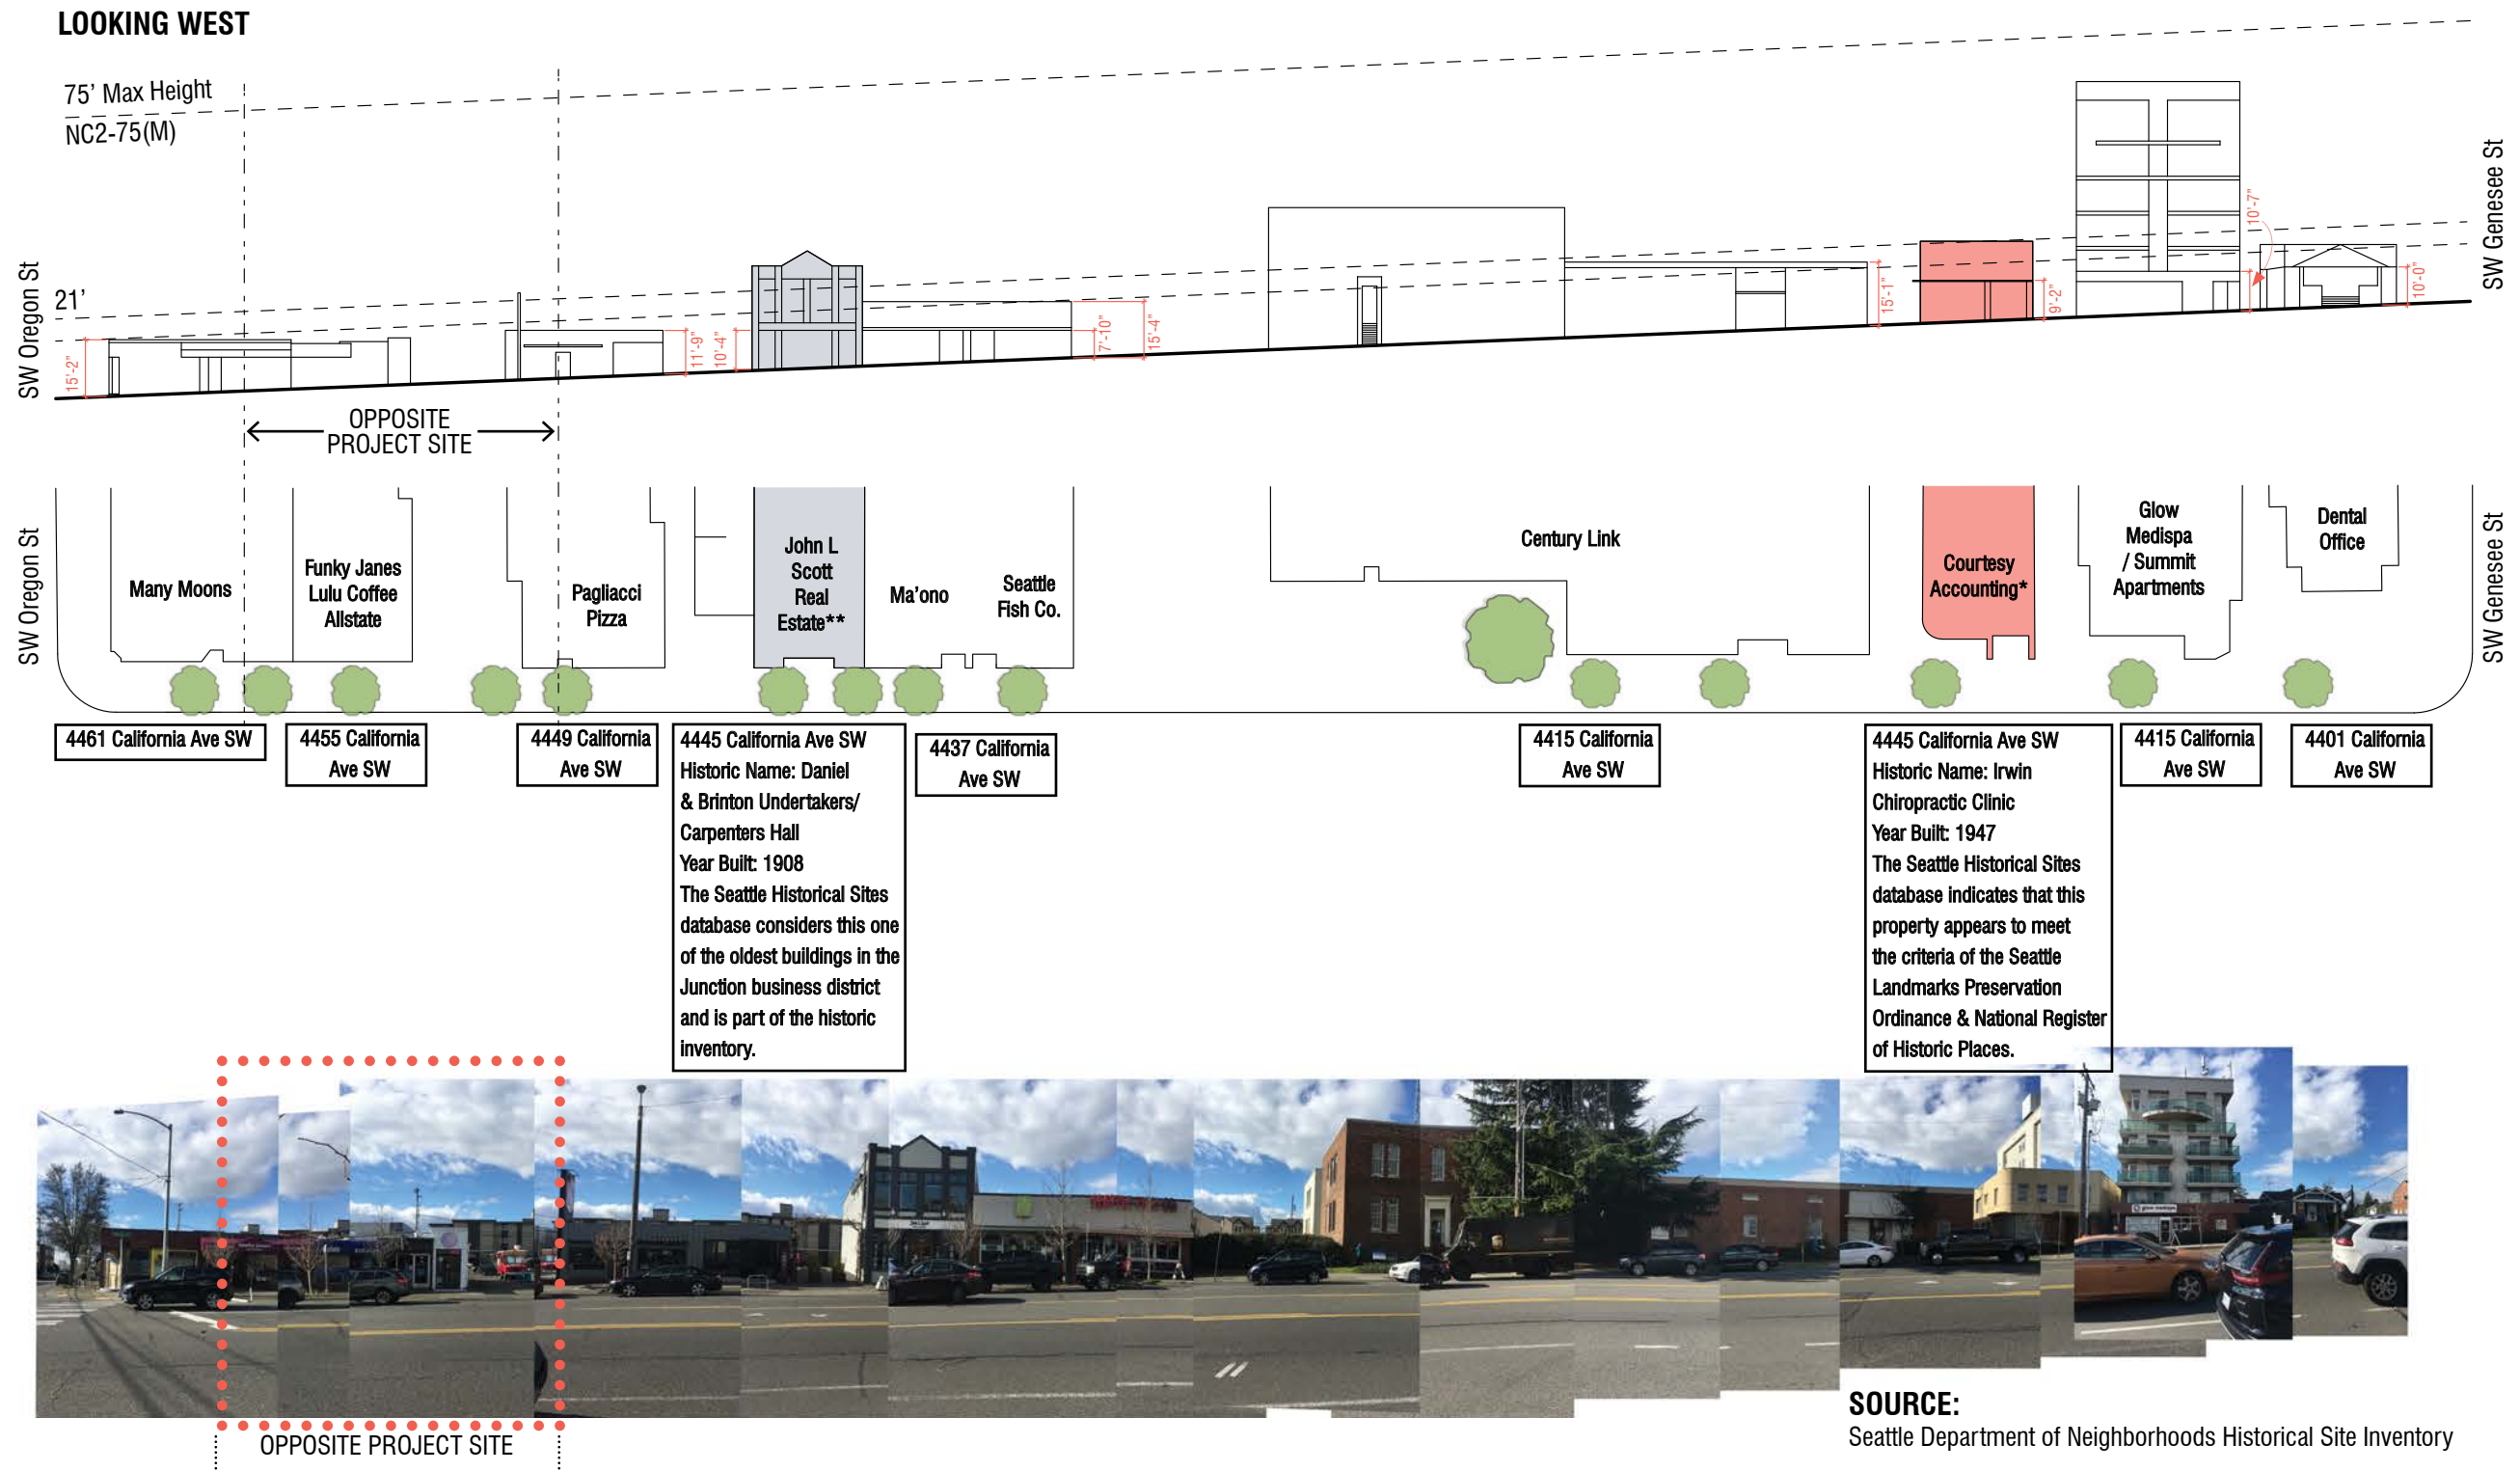 LOOKING WEST
75’ Max Height
NC2-75(M)
SW Oregon St
SW Genesee St
21’
15’-2”
11’-9”
10’-4”
7’-10”
15’-4”
15’-1”
9’-2”
10’-7”
10’-0”
OPPOSITE
PROJECT SITE
SW Oregon St
SW Genesee St
Many Moons
Funky Janes
Lulu Coffee
Allstate
Pagliacci
Pizza
John L
Scott
Real
Estate**
Ma’ono
Seattle
Fish Co.
Century Link
Courtesy
Accounting*
Glow
Medispa
/ Summit
Apartments
Dental
Office
4461 California Ave SW
4455 California
Ave SW
4449 California
Ave SW
4445 California Ave SW
Historic Name: Daniel
& Brinton Undertakers/
Carpenters Hall
Year Built: 1908
The Seattle Historical Sites
database considers this one
of the oldest buildings in the
Junction business district
and is part of the historic
inventory.
4437 California
Ave SW
4415 California
Ave SW
4445 California Ave SW
Historic Name: Irwin
Chiropractic Clinic
Year Built: 1947
The Seattle Historical Sites
database indicates that this
property appears to meet
the criteria of the Seattle
Landmarks Preservation
Ordinance & National Register
of Historic Places.
4415 California
Ave SW
4401 California
Ave SW
OPPOSITE PROJECT SITE
SOURCE:
Seattle Department of Neighborhoods Historical Site Inventory